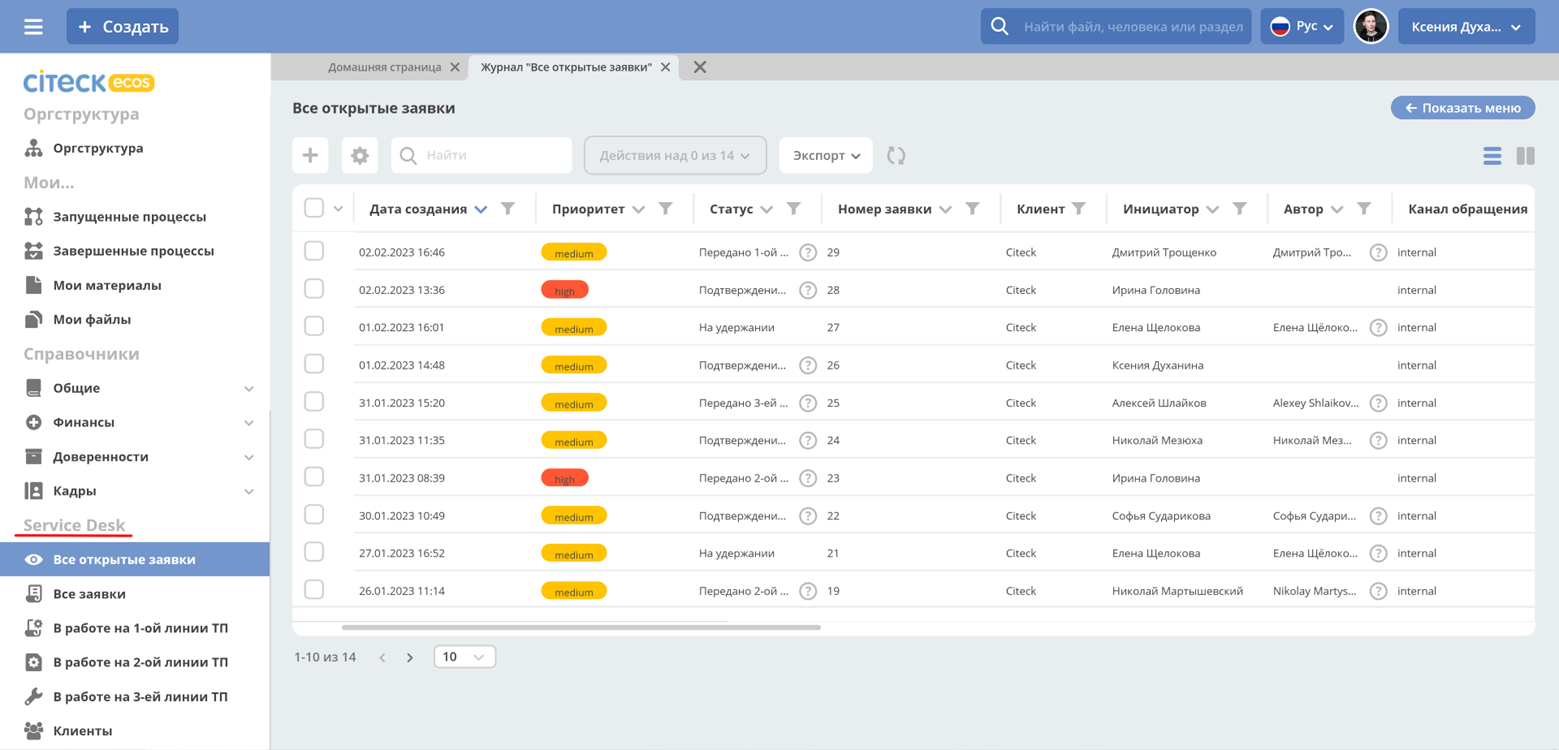 + Создать
Найти файл, человека или раздел
Рус
Ксения Духа...
citeck ecos
Оргструктура
Оргструктура
Мои...
Запущенные процессы
Завершенные процессы
Мои материалы
Мои файлы
Справочники
Общие
Финансы
Доверенности
Кадры
Service Desk
Все открытые заявки
Все заявки
В работе на 1-ой линии ТП
В работе на 2-ой линии ТП
В работе на 3-ей линии ТП
Клиенты
Домашняя страница
Журнал "Все открытые заявки"
Все открытые заявки
Показать меню
Найти
Действия над 0 из 14
Экспорт
Дата создания Приоритет Статус Номер заявки Клиент Инициатор Автор Канал обращения
02.02.2023 16:46 medium Передано 1-ой ... ? 29 Citeck Дмитрий Трощенко Дмитрий Тро... ? internal
02.02.2023 13:36 high Подтверждени... ? 28 Citeck Ирина Головина internal
01.02.2023 16:01 medium На удержании 27 Citeck Елена Щелокова Елена Щёлоко... ? internal
01.02.2023 14:48 medium Подтверждени... ? 26 Citeck Ксения Духанина internal
31.01.2023 15:20 medium Передано 3-ей ... ? 25 Citeck Алексей Шлайков Alexey Shlaikov... ? internal
31.01.2023 11:35 medium Подтверждени... ? 24 Citeck Николай Мезюха Николай Мез... ? internal
31.01.2023 08:39 high Передано 2-ой ... ? 23 Citeck Ирина Головина internal
30.01.2023 10:49 medium Подтверждени... ? 22 Citeck Софья Сударикова Софья Судари... ? internal
27.01.2023 16:52 medium На удержании 21 Citeck Елена Щелокова Елена Щёлоко... ? internal
26.01.2023 11:14 medium Передано 2-ой ... ? 19 Citeck Николай Мартышевский Nikolay Martys... ? internal
1-10 из 14
10